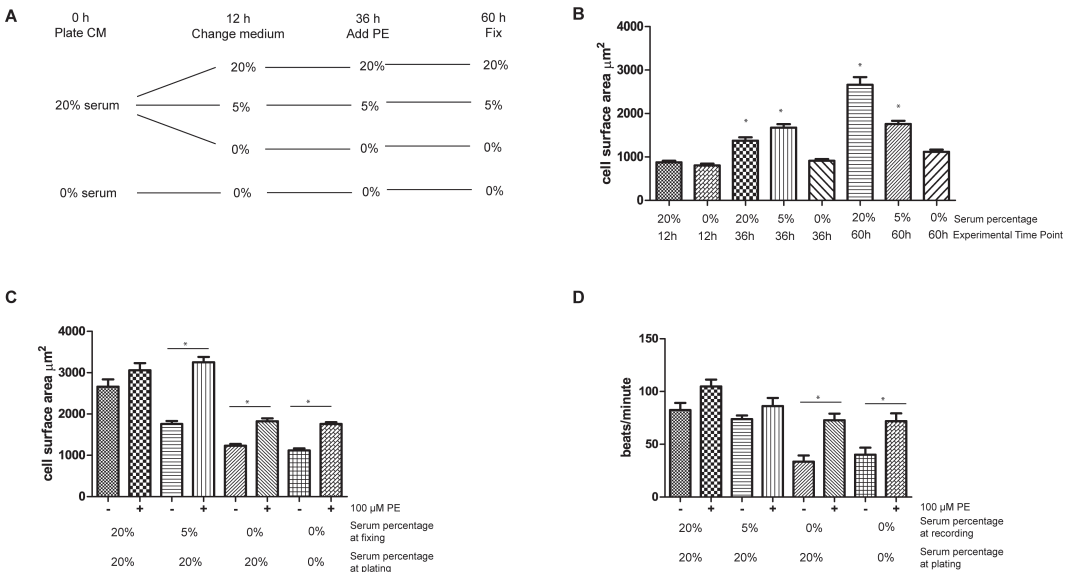 A
0 h 12 h 36 h 60 h
Plate CM Change medium Add PE Fix
20% 20% 20%
20% serum 5% 5% 5%
0% 0% 0%
0% serum 0% 0% 0%
B
cell surface area μm2
4000
3000
2000
1000
0
* * * *
20% 0% 20% 5% 0% 20% 5% 0% Serum percentage
12h 12h 36h 36h 36h 60h 60h 60h Experimental Time Point
C
cell surface area μm2
4000
3000
2000
1000
0
* * *
- + - + - + - + 100 μM PE
20% 5% 0% 0% Serum percentage
at fixing
20% 20% 20% 0% Serum percentage
at plating
D
beats/minute
150
100
50
0
* *
- + - + - + - + 100 μM PE
20% 5% 0% 0% Serum percentage
at recording
20% 20% 20% 0% Serum percentage
at plating